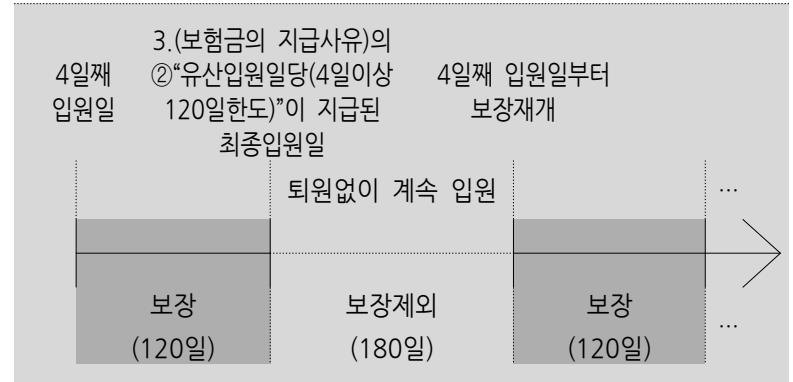 3.(보험금의 지급사유)의
4일째 ②“유산입원일당(4일이상 4일째 입원일부터
입원일 120일한도)”이 지급된 보장재개
최종입원일
퇴원없이 계속 입원 …
보장 보장제외 보장 …
(120일) (180일) (120일)